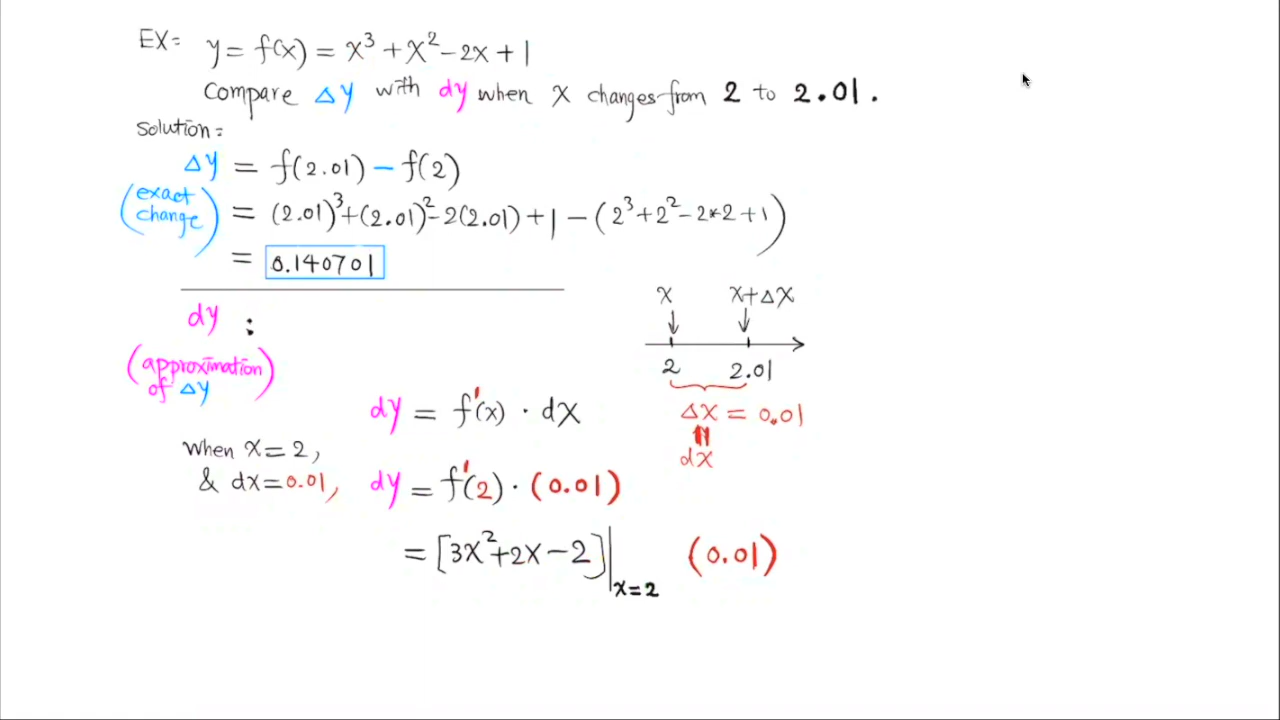 EX: y = f(x) = x³ + x² - 2x + 1
Compare Δy with dy when x changes from 2 to 2.01.
Solution:
Δy = f(2.01) - f(2)
(exact change) = (2.01)³ + (2.01)² - 2(2.01) + 1 - (2³ + 2² - 2*2 + 1)
= 0.140701
dy :
(approximation of Δy)
x x+Δx
2 2.01
Δx = 0.01
=
dx
dy = f'(x) · dx
When x = 2,
& dx = 0.01, dy = f'(2) · (0.01)
= [3x² + 2x - 2]|x=2 (0.01)